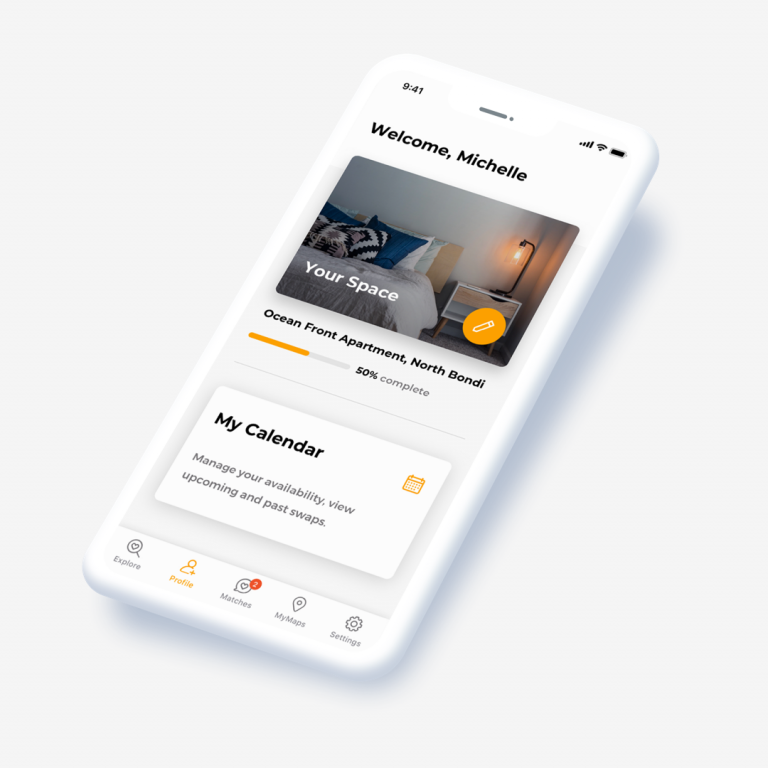 9:41
Welcome, Michelle
Your Space
Ocean Front Apartment, North Bondi
50% complete
My Calendar
Manage your availability, view
upcoming and past swaps.
Explore
Profile
2
Matches
MyMaps
Settings